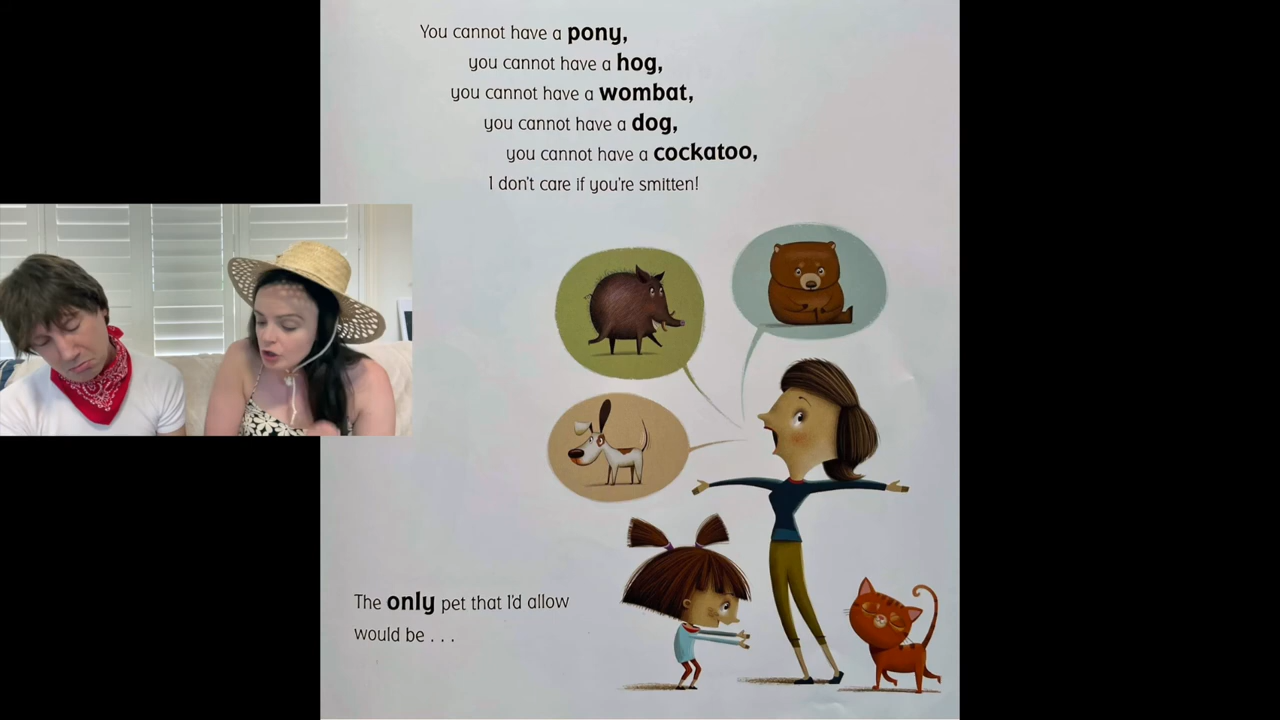 You cannot have a pony,
you cannot have a hog,
you cannot have a wombat,
you cannot have a dog,
you cannot have a cockatoo,
I don't care if you're smitten!
The only pet that I'd allow
would be . . .